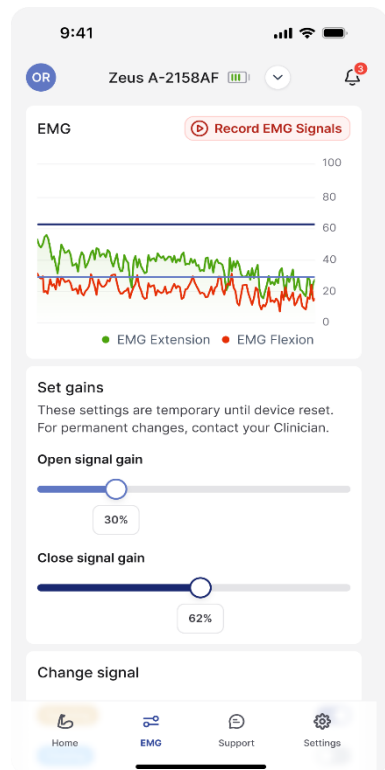 9:41
OR
Zeus A-2158AF
3
EMG
Record EMG Signals
100
80
60
40
20
0
EMG Extension
EMG Flexion
Set gains
These settings are temporary until device reset.
For permanent changes, contact your Clinician.
Open signal gain
30%
Close signal gain
62%
Change signal
Home
EMG
Support
Settings